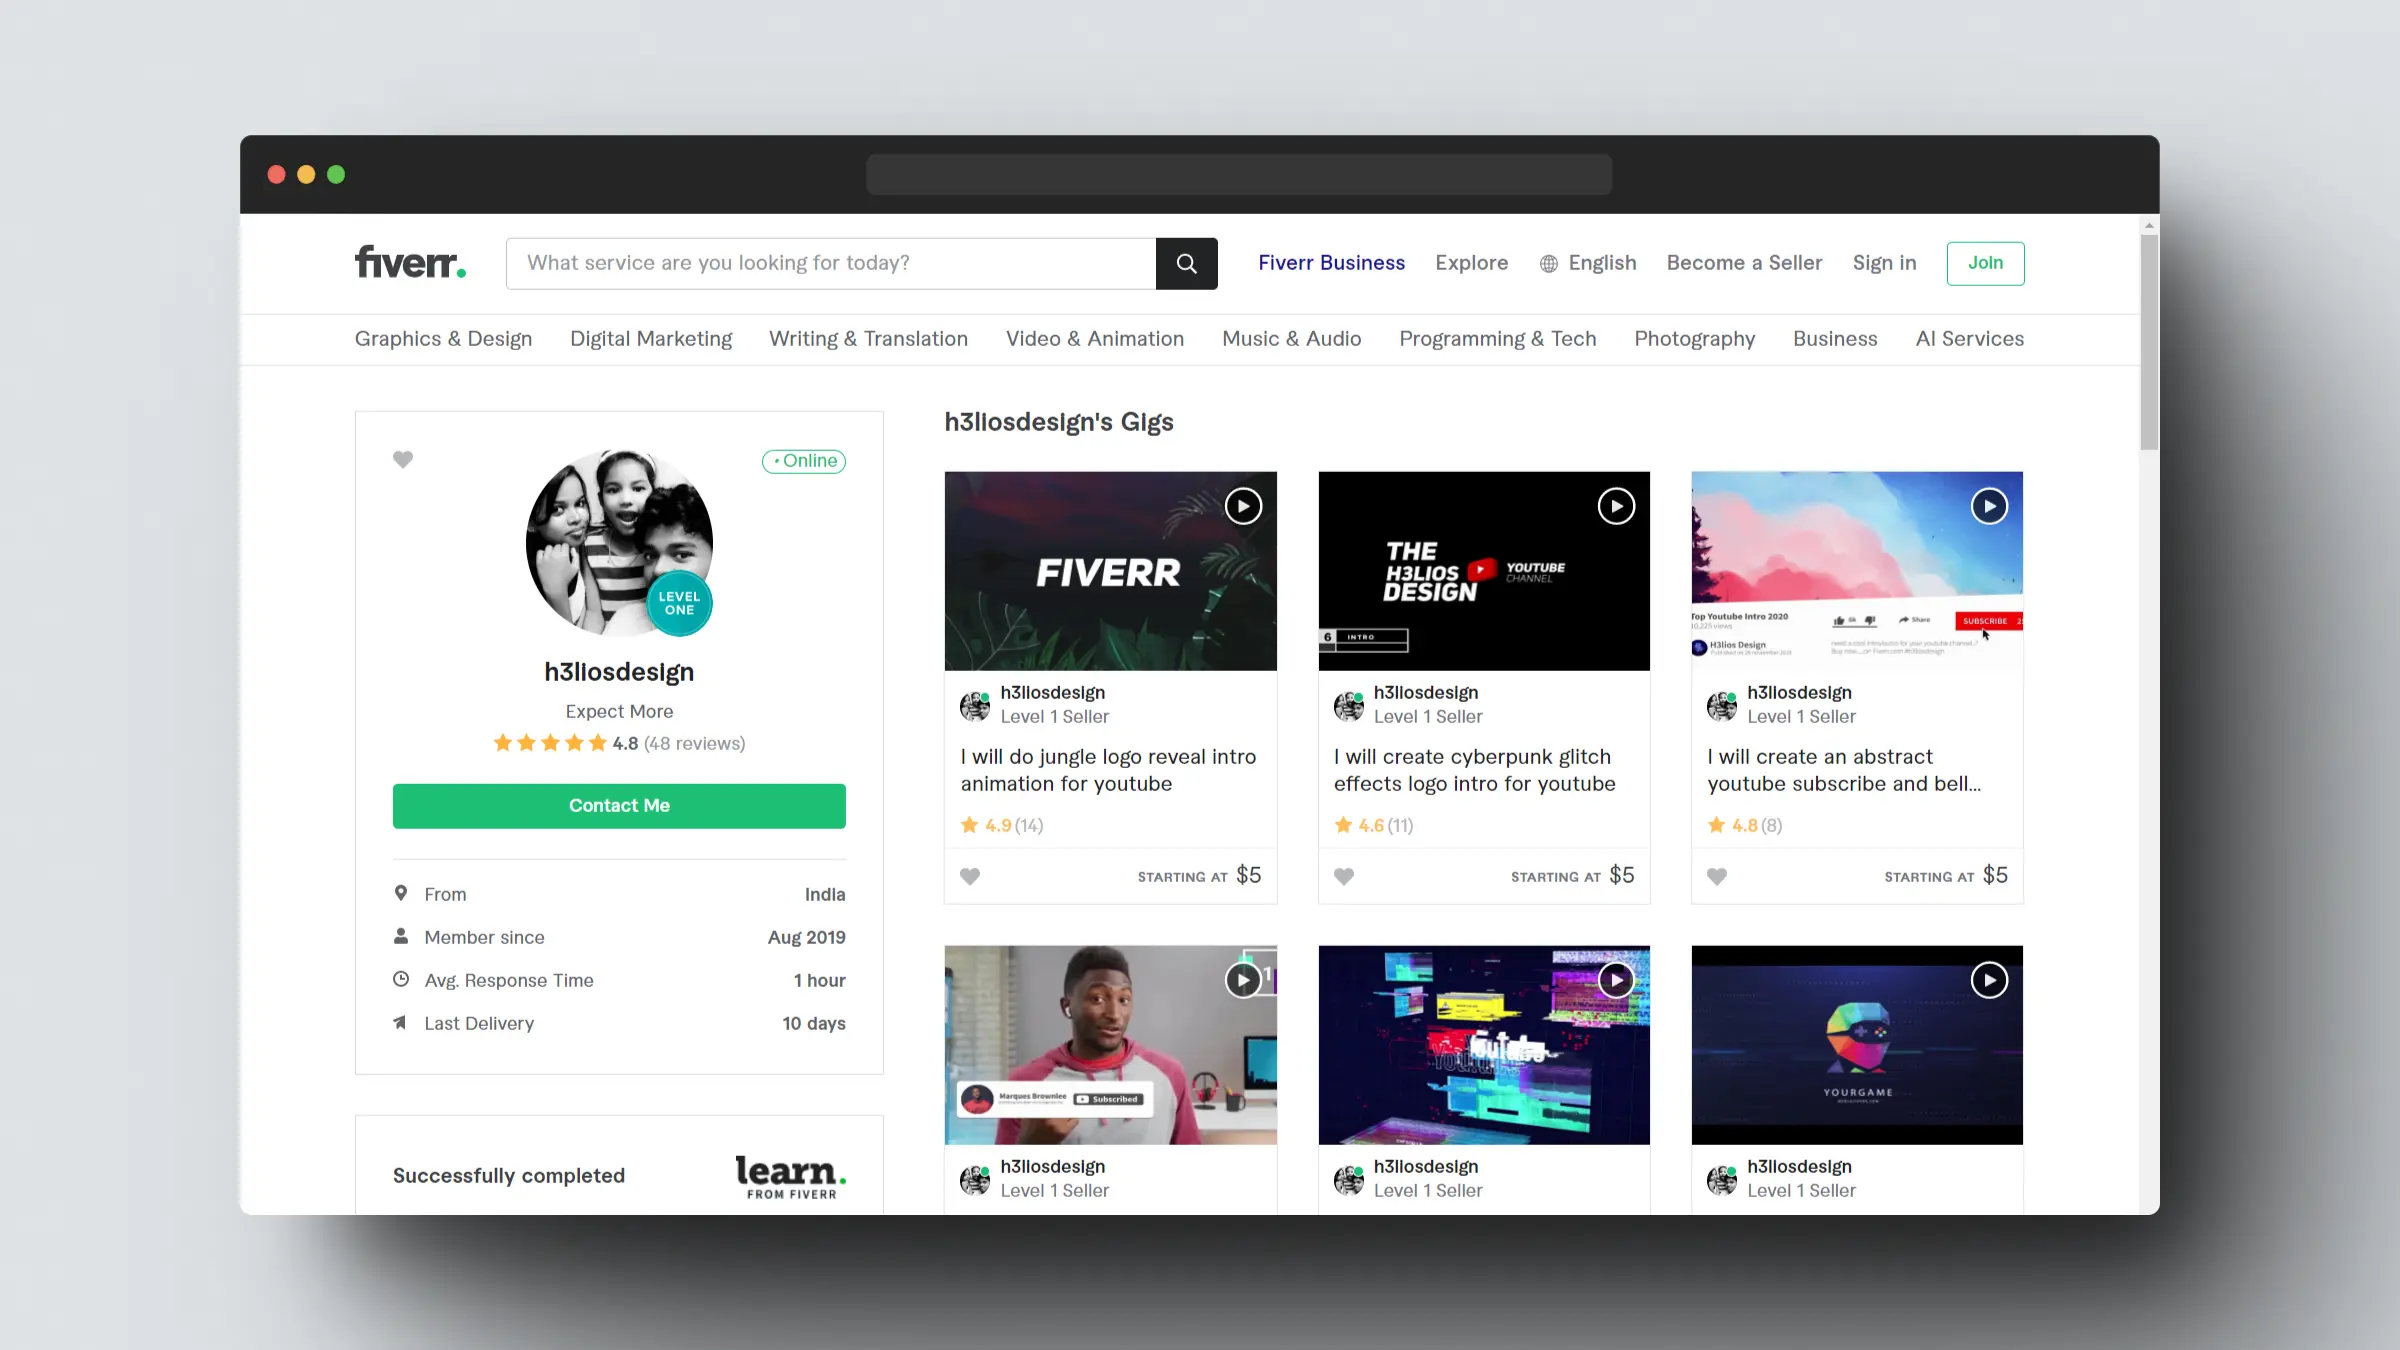 fiverr.
What service are you looking for today?
Fiverr Business
Explore
English
Become a Seller
Sign in
Join
Graphics & Design
Digital Marketing
Writing & Translation
Video & Animation
Music & Audio
Programming & Tech
Photography
Business
AI Services
Online
LEVEL
ONE
h3liosdesign
Expect More
4.8 (48 reviews)
Contact Me
From India
Member since Aug 2019
Avg. Response Time 1 hour
Last Delivery 10 days
Successfully completed
learn.
FROM FIVERR
h3liosdesign's Gigs
FIVERR
h3liosdesign
Level 1 Seller
I will do jungle logo reveal intro
animation for youtube
4.9 (14)
STARTING AT $5
THE
H3LIOS
DESIGN
YOUTUBE
CHANNEL
6 INTRO
h3liosdesign
Level 1 Seller
I will create cyberpunk glitch
effects logo intro for youtube
4.6 (11)
STARTING AT $5
Top Youtube Intro 2020
10,225 views
6k
Share
SUBSCRIBE
H3lios Design
h3liosdesign
Level 1 Seller
I will create an abstract
youtube subscribe and bell...
4.8 (8)
STARTING AT $5
1
Marques Brownlee
Subscribed
h3liosdesign
Level 1 Seller
h3liosdesign
Level 1 Seller
YOURGAME
h3liosdesign
Level 1 Seller